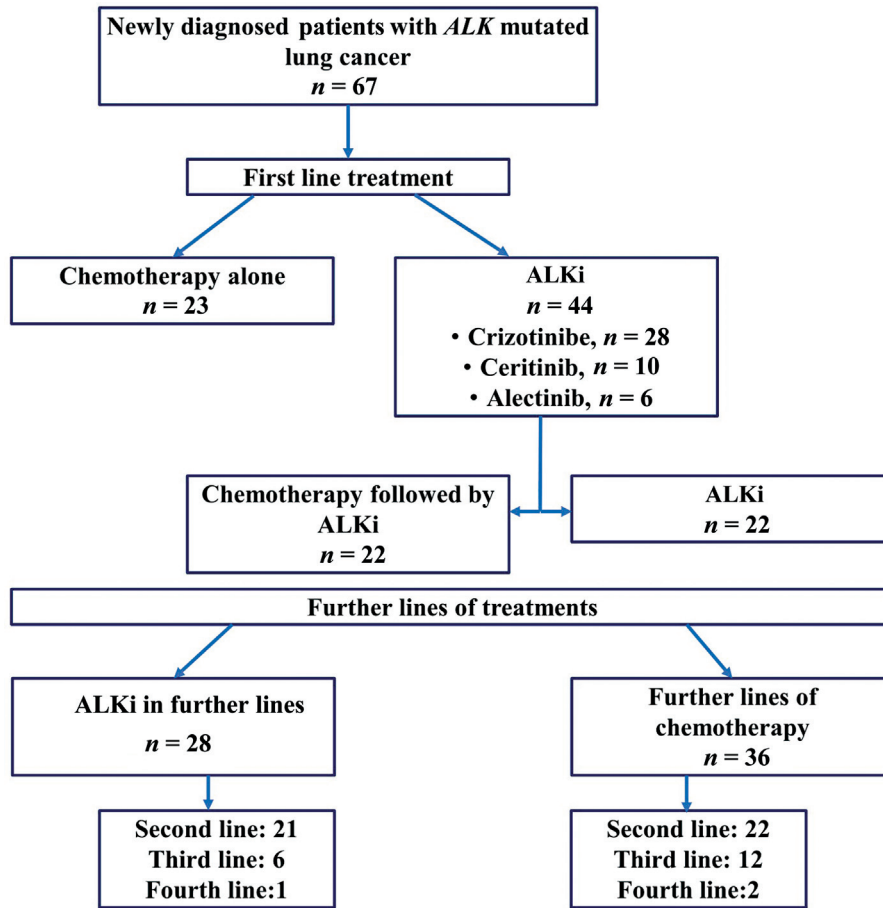 Newly diagnosed patients with ALK mutated
lung cancer
n = 67
First line treatment
Chemotherapy alone
n = 23
ALKi
n = 44
• Crizotinibe, n = 28
• Ceritinib, n = 10
• Alectinib, n = 6
Chemotherapy followed by
ALKi
n = 22
ALKi
n = 22
Further lines of treatments
ALKi in further lines
n = 28
Further lines of
chemotherapy
n = 36
Second line: 21
Third line: 6
Fourth line:1
Second line: 22
Third line: 12
Fourth line:2